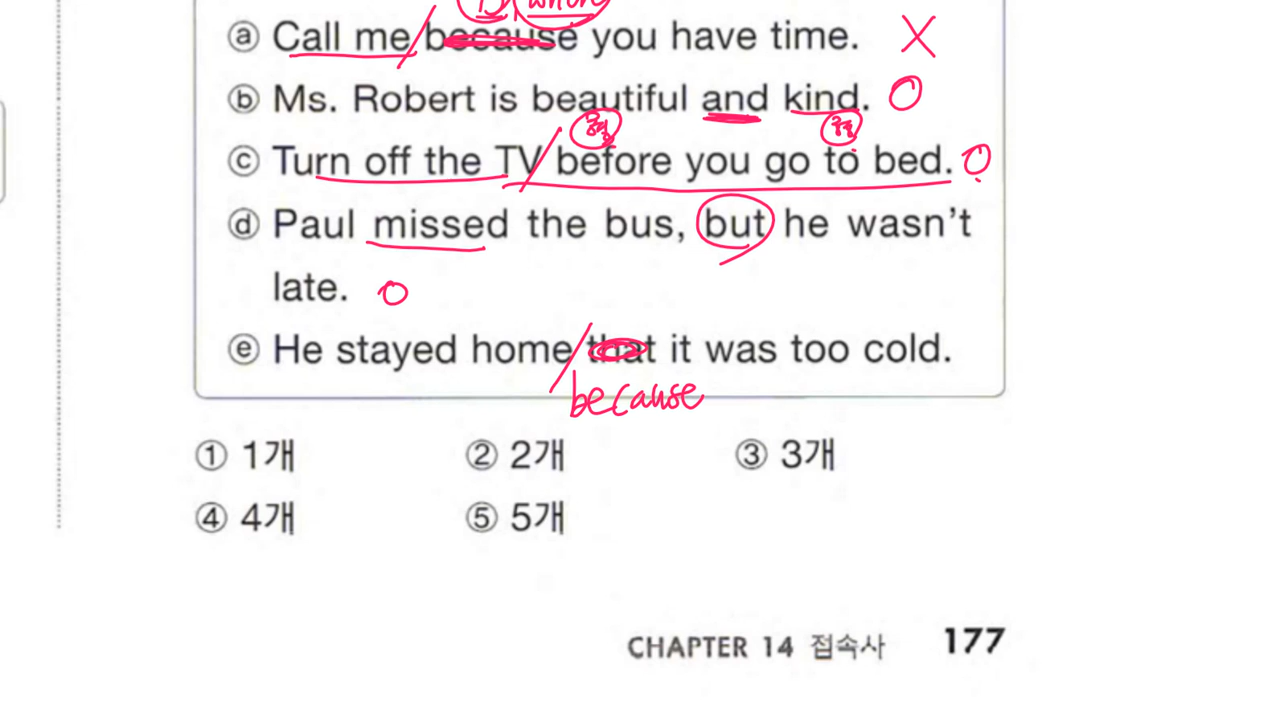 when
ⓐ Call me because you have time. X
ⓑ Ms. Robert is beautiful and kind. O
ⓒ Turn off the TV before you go to bed. O
ⓓ Paul missed the bus, but he wasn't
late. O
ⓔ He stayed home that it was too cold.
because
① 1개 ② 2개 ③ 3개
④ 4개 ⑤ 5개
CHAPTER 14 접속사 177